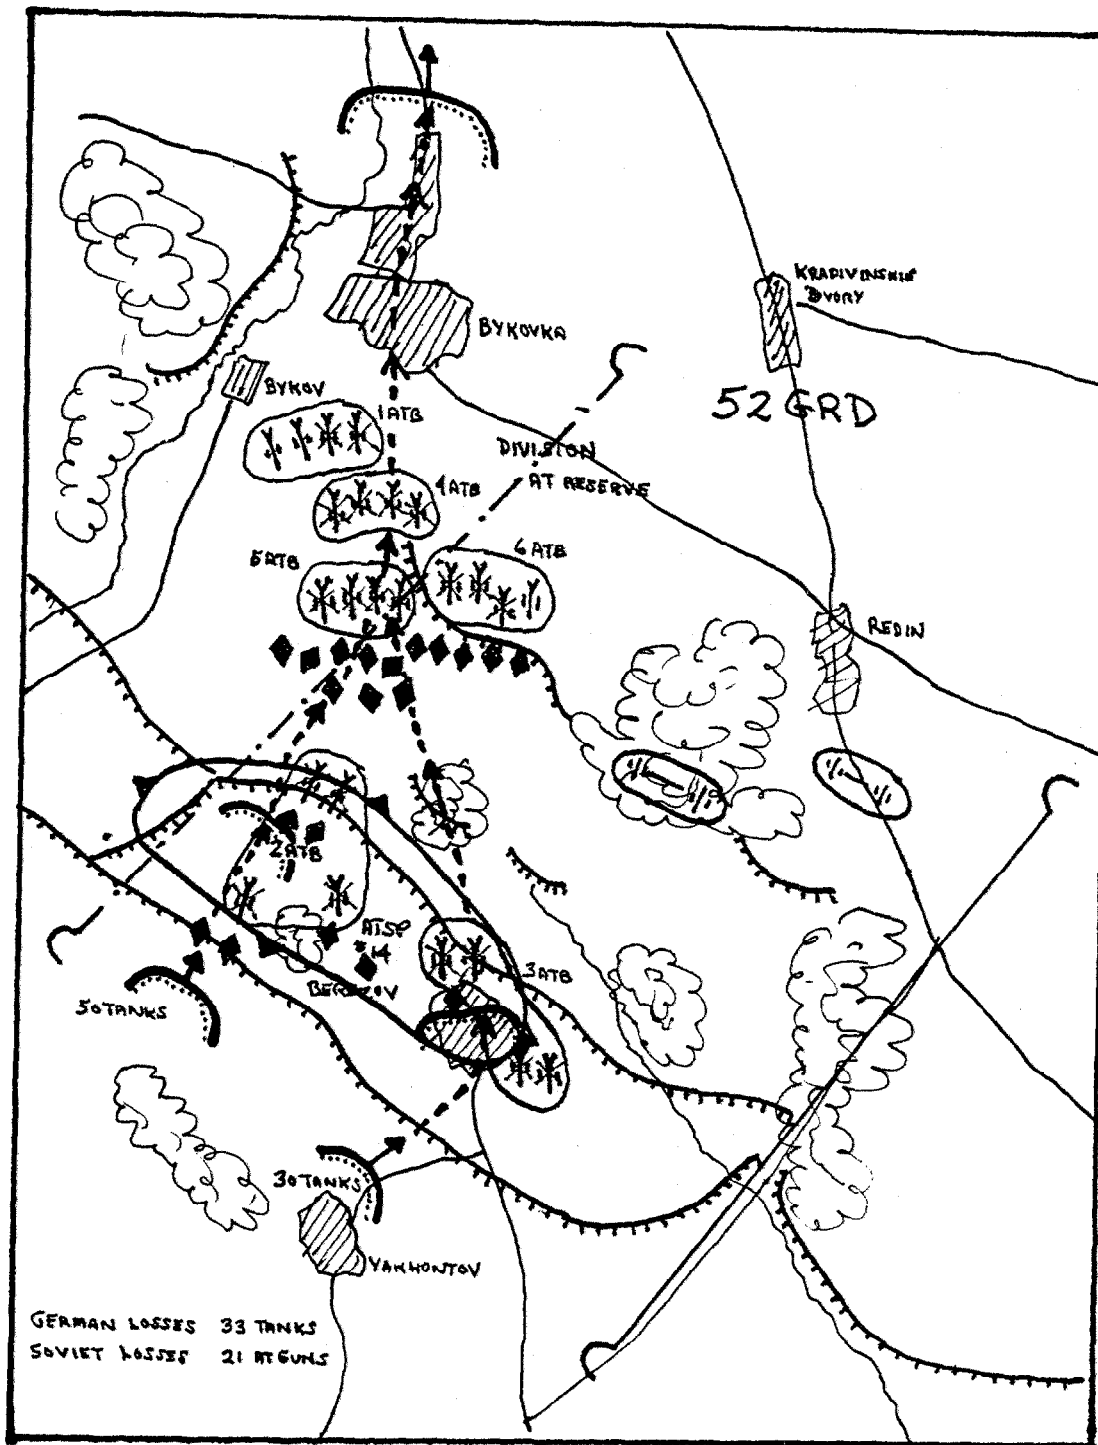 KRADIVINSKIE
DVORY
BYKOVKA
52 GRD
BYKOV
1 ATB
DIVISION
AT RESERVE
4 ATB
5 ATB
6 ATB
REDIN
2 ATB
ATSP
#14
3 ATB
BEREZOV
50 TANKS
30 TANKS
YAKHONTOV
GERMAN LOSSES 33 TANKS
SOVIET LOSSES 21 AT GUNS